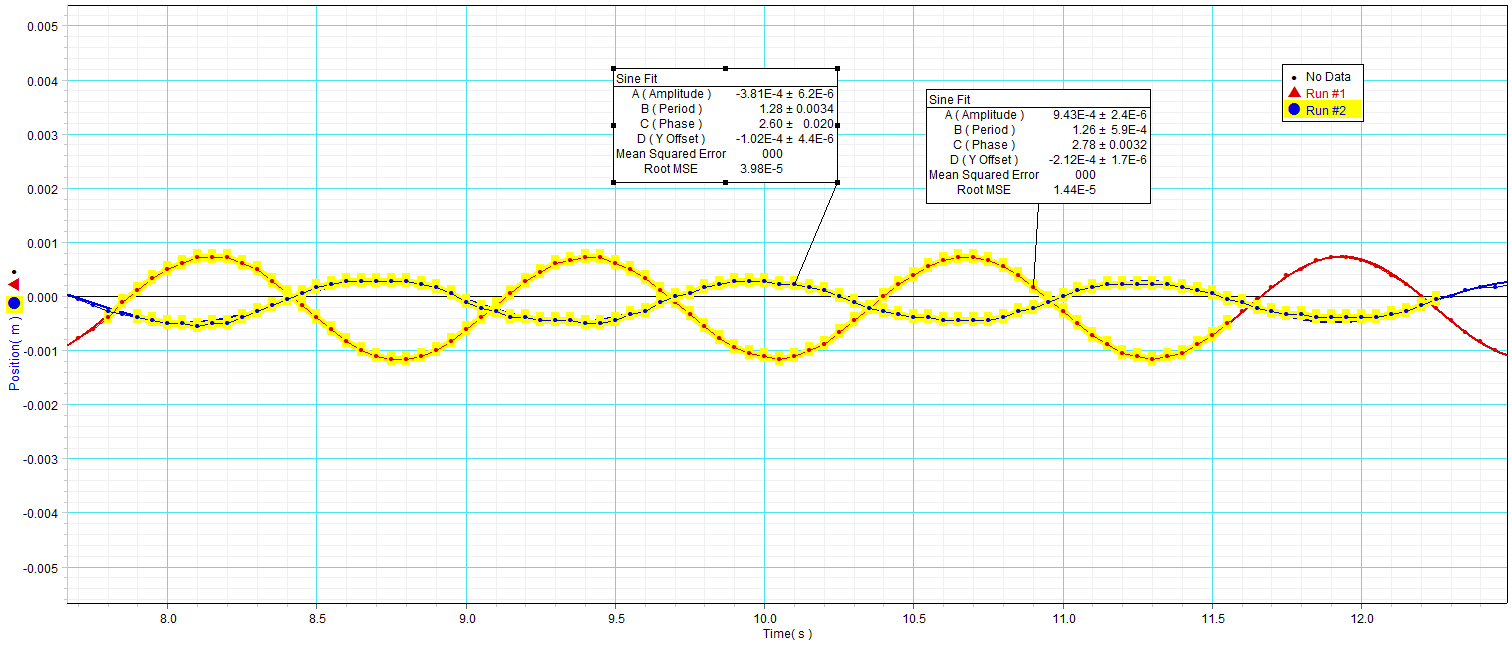 0.005
0.004
0.003
0.002
0.001
0.000
-0.001
-0.002
-0.003
-0.004
-0.005
Position( m )
Sine Fit
A ( Amplitude ) -3.81E-4 ± 6.2E-6
B ( Period ) 1.28 ± 0.0034
C ( Phase ) 2.60 ± 0.020
D ( Y Offset ) -1.02E-4 ± 4.4E-6
Mean Squared Error 000
Root MSE 3.98E-5
Sine Fit
A ( Amplitude ) 9.43E-4 ± 2.4E-6
B ( Period ) 1.26 ± 5.9E-4
C ( Phase ) 2.78 ± 0.0032
D ( Y Offset ) -2.12E-4 ± 1.7E-6
Mean Squared Error 000
Root MSE 1.44E-5
No Data
Run #1
Run #2
8.0 8.5 9.0 9.5 10.0 10.5 11.0 11.5 12.0
Time( s )